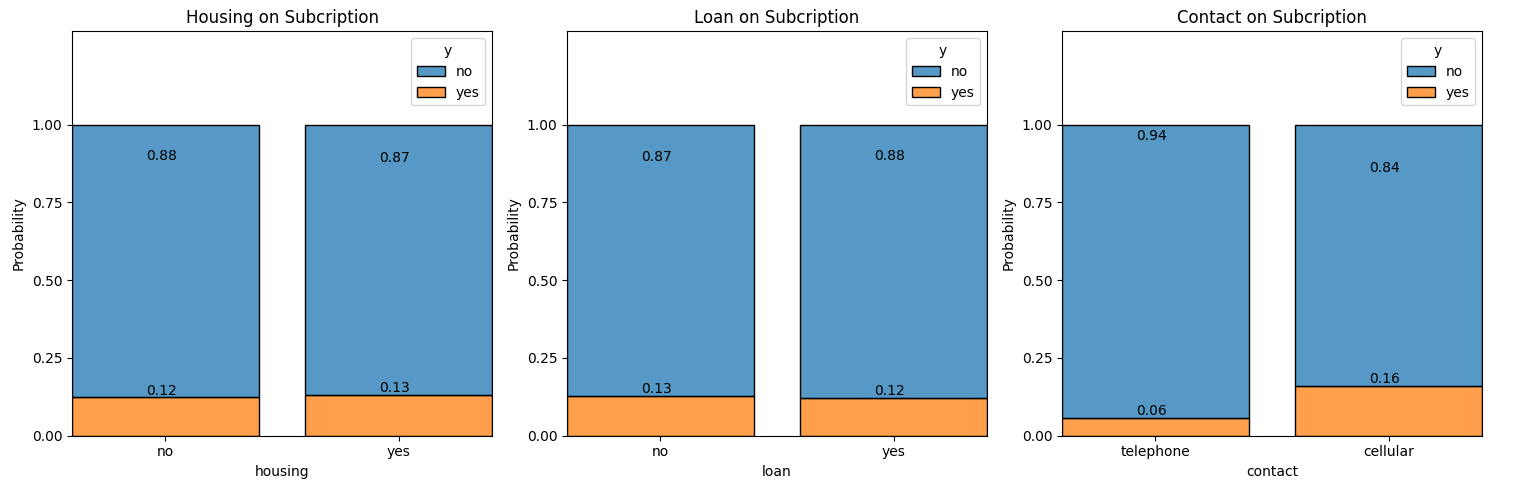 Housing on Subcription
y
no
yes
1.00
0.75
0.50
0.25
0.00
Probability
0.88
0.87
0.12
0.13
no
yes
housing
Loan on Subcription
y
no
yes
1.00
0.75
0.50
0.25
0.00
Probability
0.87
0.88
0.13
0.12
no
yes
loan
Contact on Subcription
y
no
yes
1.00
0.75
0.50
0.25
0.00
Probability
0.94
0.84
0.06
0.16
telephone
cellular
contact